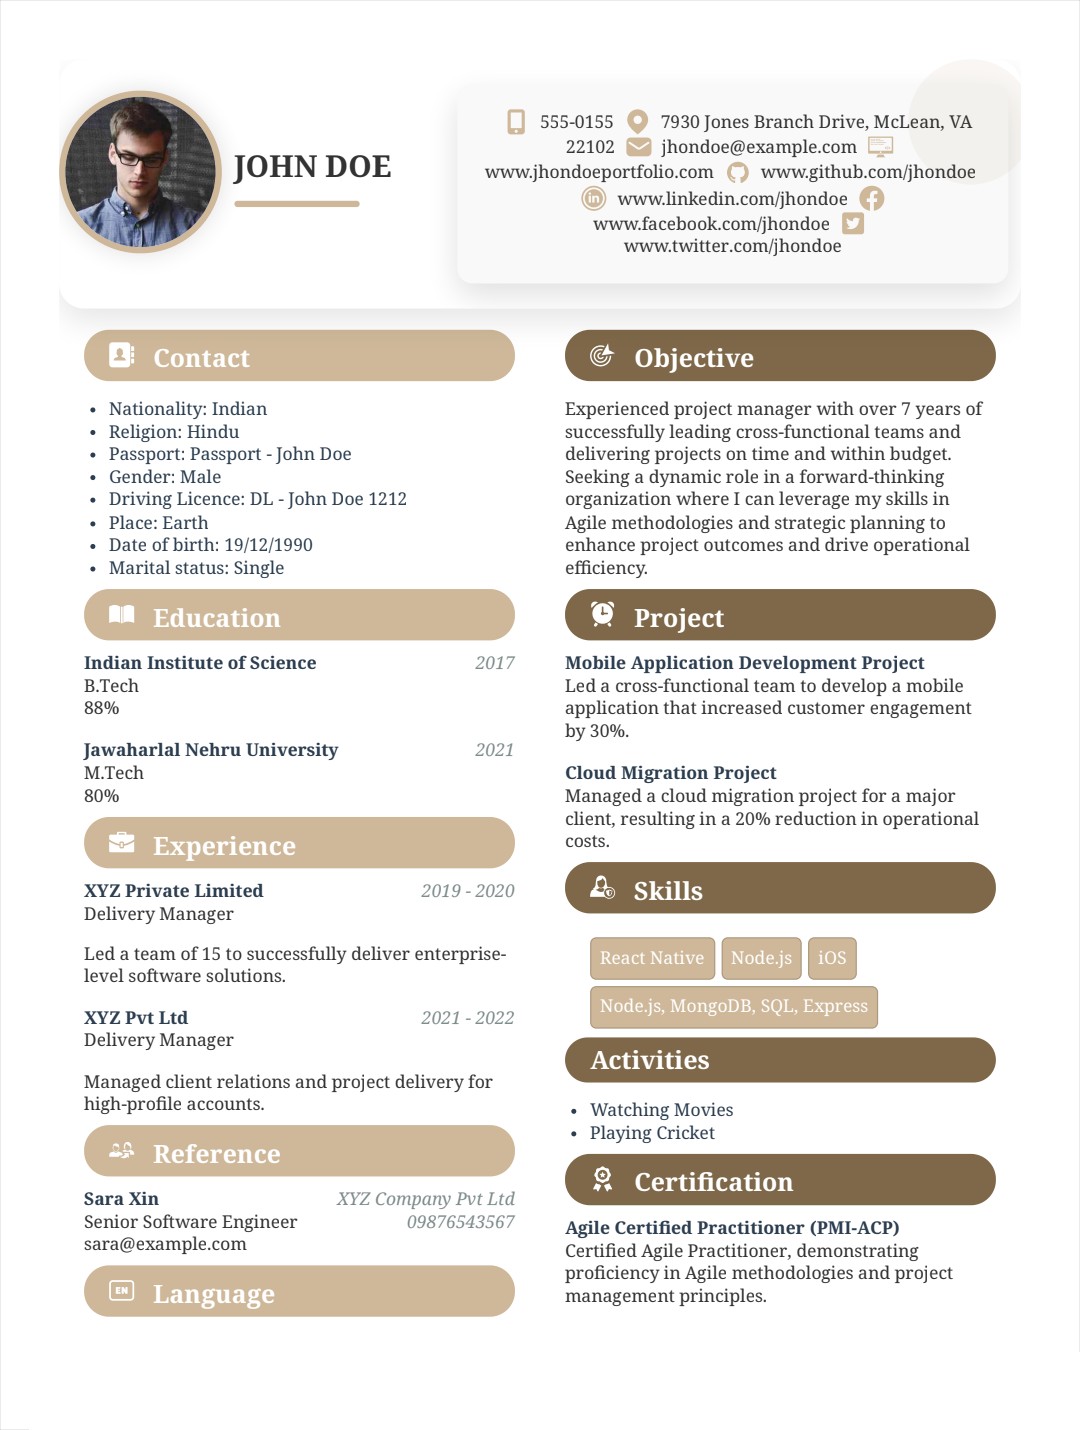 JOHN DOE
555-0155 7930 Jones Branch Drive, McLean, VA
22102 jhondoe@example.com
www.jhondoeportfolio.com www.github.com/jhondoe
www.linkedin.com/jhondoe
www.facebook.com/jhondoe
www.twitter.com/jhondoe
Contact
• Nationality: Indian
• Religion: Hindu
• Passport: Passport - John Doe
• Gender: Male
• Driving Licence: DL - John Doe 1212
• Place: Earth
• Date of birth: 19/12/1990
• Marital status: Single
Education
Indian Institute of Science 2017
B.Tech
88%
Jawaharlal Nehru University 2021
M.Tech
80%
Experience
XYZ Private Limited 2019 - 2020
Delivery Manager
Led a team of 15 to successfully deliver enterprise-
level software solutions.
XYZ Pvt Ltd 2021 - 2022
Delivery Manager
Managed client relations and project delivery for
high-profile accounts.
Reference
Sara Xin XYZ Company Pvt Ltd
Senior Software Engineer 09876543567
sara@example.com
EN Language
Objective
Experienced project manager with over 7 years of
successfully leading cross-functional teams and
delivering projects on time and within budget.
Seeking a dynamic role in a forward-thinking
organization where I can leverage my skills in
Agile methodologies and strategic planning to
enhance project outcomes and drive operational
efficiency.
Project
Mobile Application Development Project
Led a cross-functional team to develop a mobile
application that increased customer engagement
by 30%.
Cloud Migration Project
Managed a cloud migration project for a major
client, resulting in a 20% reduction in operational
costs.
Skills
React Native Node.js iOS
Node.js, MongoDB, SQL, Express
Activities
• Watching Movies
• Playing Cricket
Certification
Agile Certified Practitioner (PMI-ACP)
Certified Agile Practitioner, demonstrating
proficiency in Agile methodologies and project
management principles.